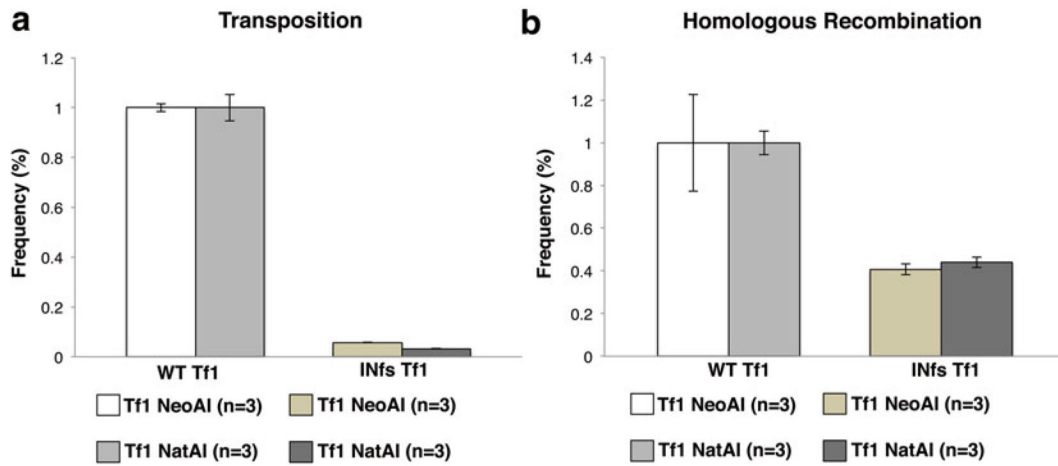 a
Transposition
Frequency (%)
1.2
1
0.8
0.6
0.4
0.2
0
WT Tf1
INfs Tf1
Tf1 NeoAI (n=3)
Tf1 NeoAI (n=3)
Tf1 NatAI (n=3)
Tf1 NatAI (n=3)
b
Homologous Recombination
Frequency (%)
1.4
1.2
1
0.8
0.6
0.4
0.2
0
WT Tf1
INfs Tf1
Tf1 NeoAI (n=3)
Tf1 NeoAI (n=3)
Tf1 NatAI (n=3)
Tf1 NatAI (n=3)